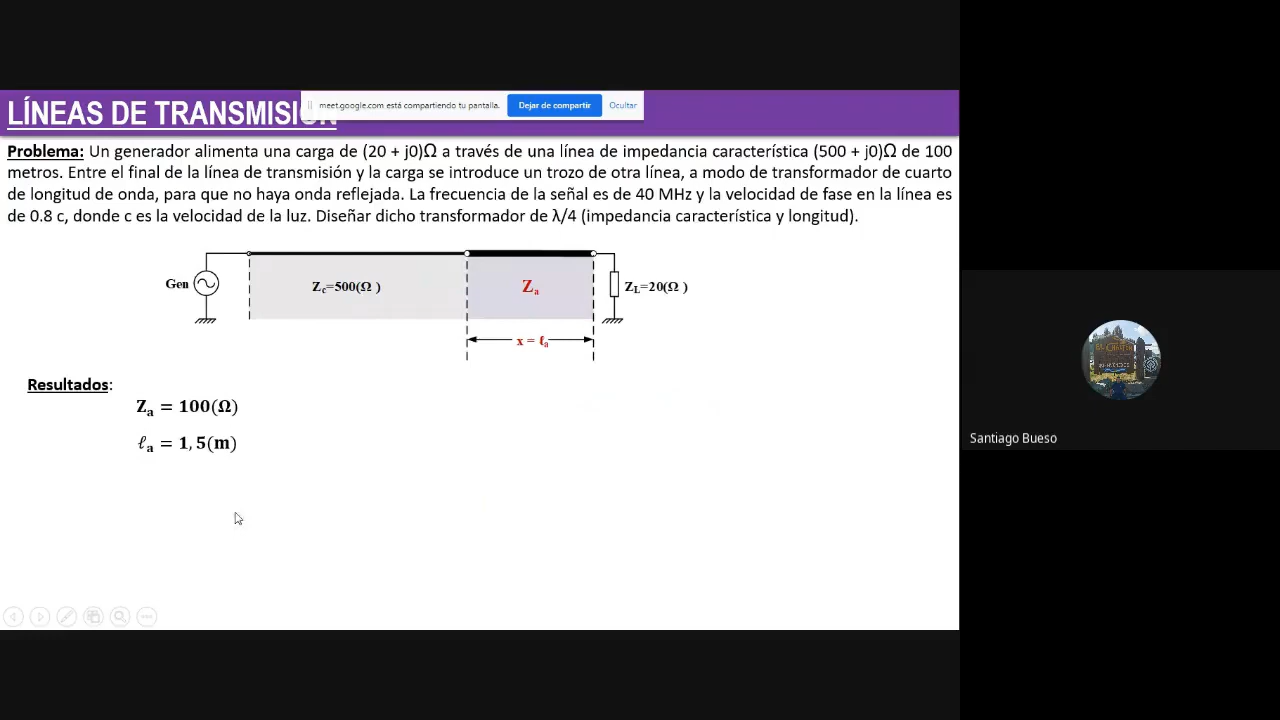 LÍNEAS DE TRANSMISIÓN
meet.google.com está compartiendo tu pantalla. Dejar de compartir Ocultar
Problema: Un generador alimenta una carga de (20 + j0)Ω a través de una línea de impedancia característica (500 + j0)Ω de 100
metros. Entre el final de la línea de transmisión y la carga se introduce un trozo de otra línea, a modo de transformador de cuarto
de longitud de onda, para que no haya onda reflejada. La frecuencia de la señal es de 40 MHz y la velocidad de fase en la línea es
de 0.8 c, donde c es la velocidad de la luz. Diseñar dicho transformador de λ/4 (impedancia característica y longitud).
Gen Zc=500(Ω ) Za ZL=20(Ω )
x = ℓa
Resultados:
Za = 100(Ω)
ℓa = 1,5(m)
Santiago Bueso